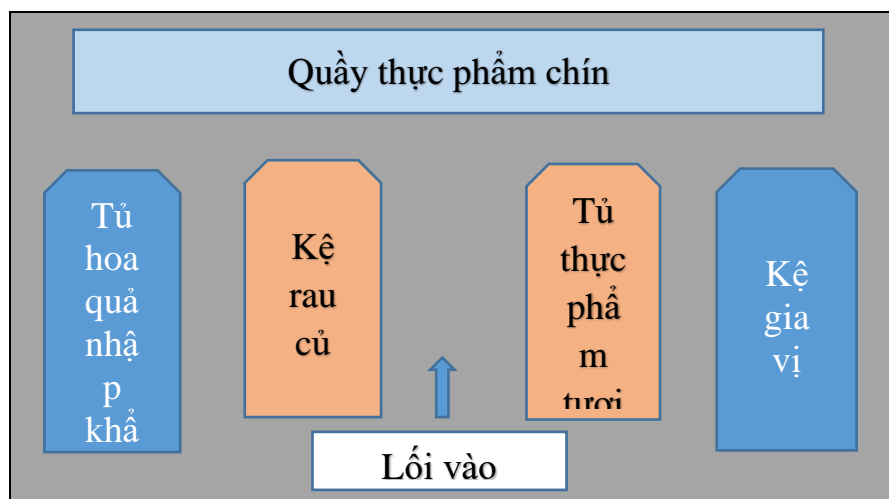 Quầy thực phẩm chín
Tủ
hoa
quả
nhậ
p
khẩ
Kệ
rau
củ
Tủ
thực
phẩ
m
tươi
Kệ
gia
vị
Lối vào